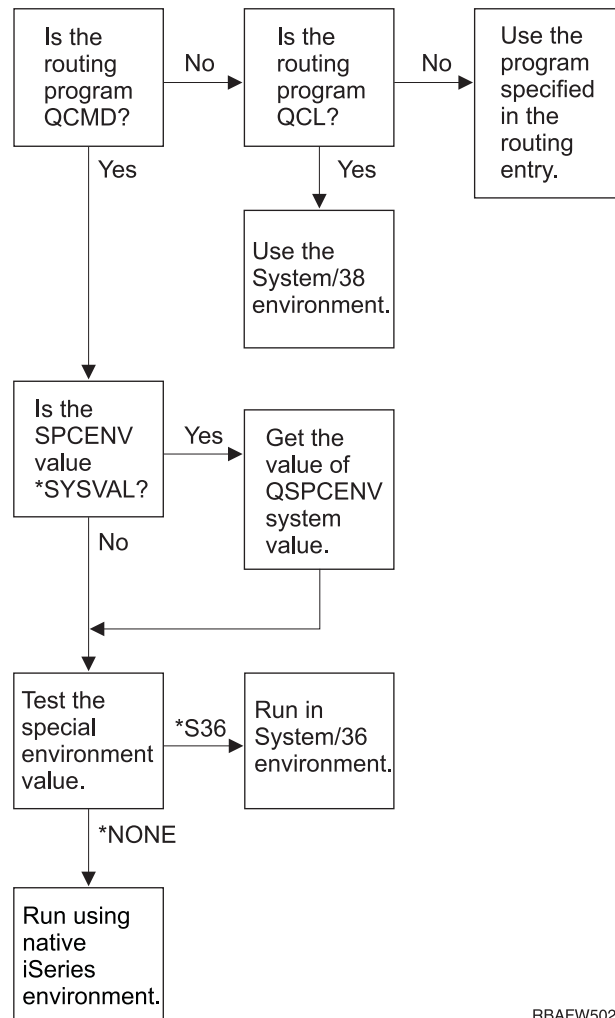 Is the
routing
program
QCMD?
No
Is the
routing
program
QCL?
No
Use the
program
specified
in the
routing
entry.
Yes
Yes
Use the
System/38
environment.
Is the
SPCENV
value
*SYSVAL?
Yes
Get the
value of
QSPCENV
system
value.
No
Test the
special
environment
value.
*S36
Run in
System/36
environment.
*NONE
Run using
native
iSeries
environment.
RBAFW502